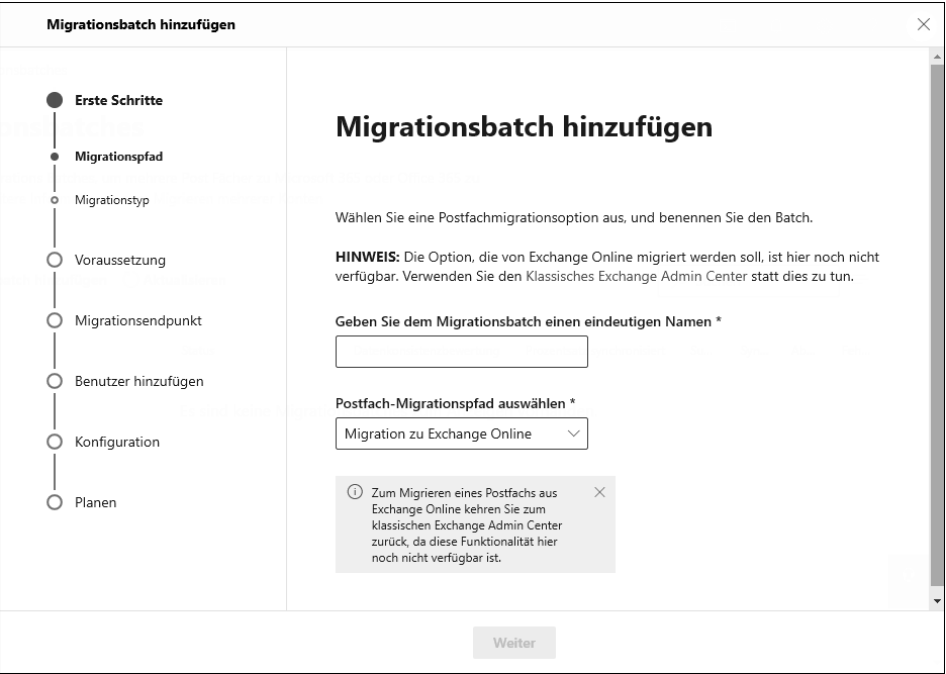 Migrationsbatch hinzufügen
Erste Schritte
Migrationspfad
Migrationstyp
Voraussetzung
Migrationsendpunkt
Benutzer hinzufügen
Konfiguration
Planen
Migrationsbatch hinzufügen
Wählen Sie eine Postfachmigrationsoption aus, und benennen Sie den Batch.
HINWEIS: Die Option, die von Exchange Online migriert werden soll, ist hier noch nicht
verfügbar. Verwenden Sie den Klassisches Exchange Admin Center statt dies zu tun.
Geben Sie dem Migrationsbatch einen eindeutigen Namen *
Postfach-Migrationspfad auswählen *
Migration zu Exchange Online
Zum Migrieren eines Postfachs aus
Exchange Online kehren Sie zum
klassischen Exchange Admin Center
zurück, da diese Funktionalität hier
noch nicht verfügbar ist.
Weiter